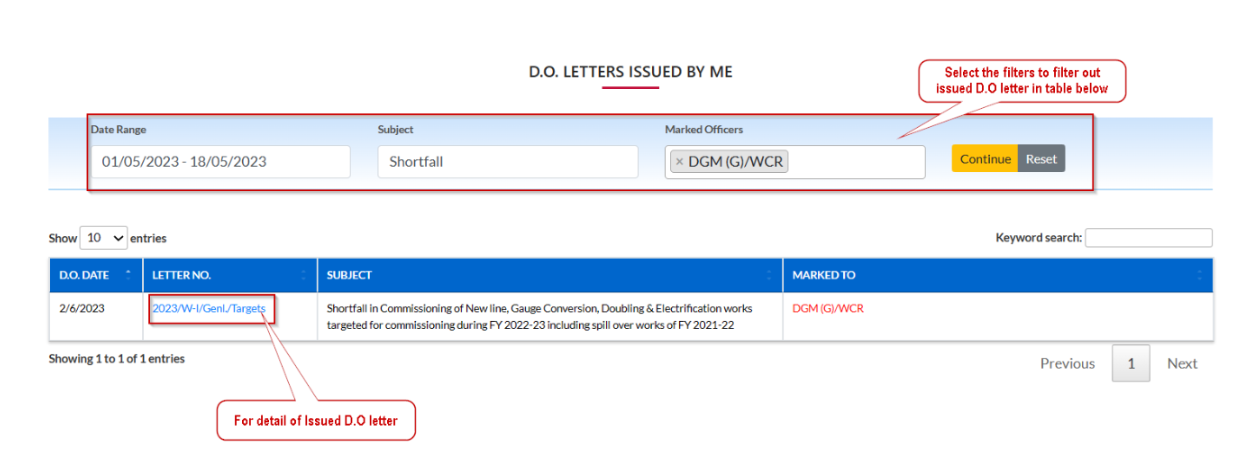 D.O. LETTERS ISSUED BY ME
Select the filters to filter out
issued D.O letter in table below
Date Range
Subject
Marked Officers
01/05/2023 - 18/05/2023
Shortfall
× DGM (G)/WCR
Continue
Reset
Show 10 entries
Keyword search:
D.O. DATE
LETTER NO.
SUBJECT
MARKED TO
2/6/2023
2023/W-I/Genl./Targets
Shortfall in Commissioning of New line, Gauge Conversion, Doubling & Electrification works
targeted for commissioning during FY 2022-23 including spill over works of FY 2021-22
DGM (G)/WCR
Showing 1 to 1 of 1 entries
Previous
1
Next
For detail of Issued D.O letter